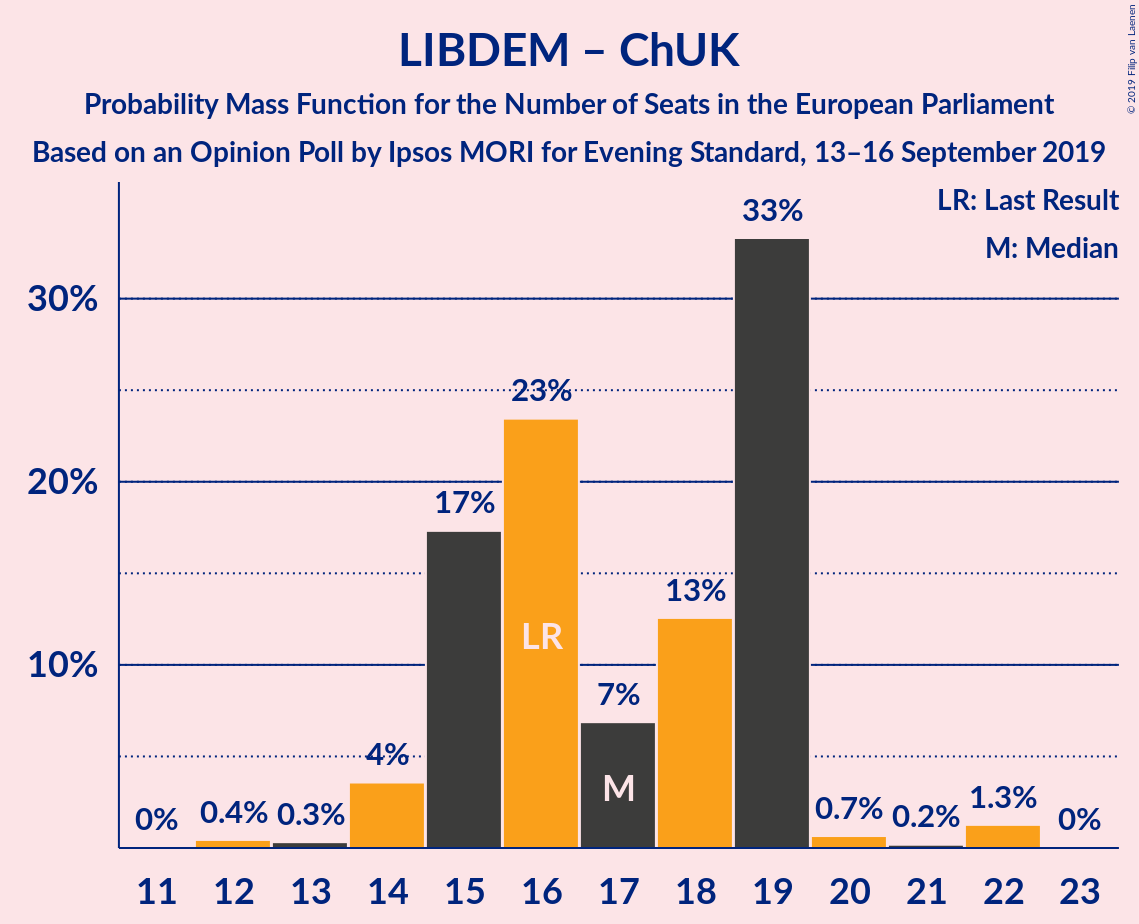 LIBDEM – ChUK
Probability Mass Function for the Number of Seats in the European Parliament
Based on an Opinion Poll by Ipsos MORI for Evening Standard, 13–16 September 2019
© 2019 Filip van Laenen
LR: Last Result
M: Median
30%
20%
10%
0%
0.4%
0.3%
4%
17%
23%
7%
13%
33%
0.7%
0.2%
1.3%
0%
LR
M
11 12 13 14 15 16 17 18 19 20 21 22 23